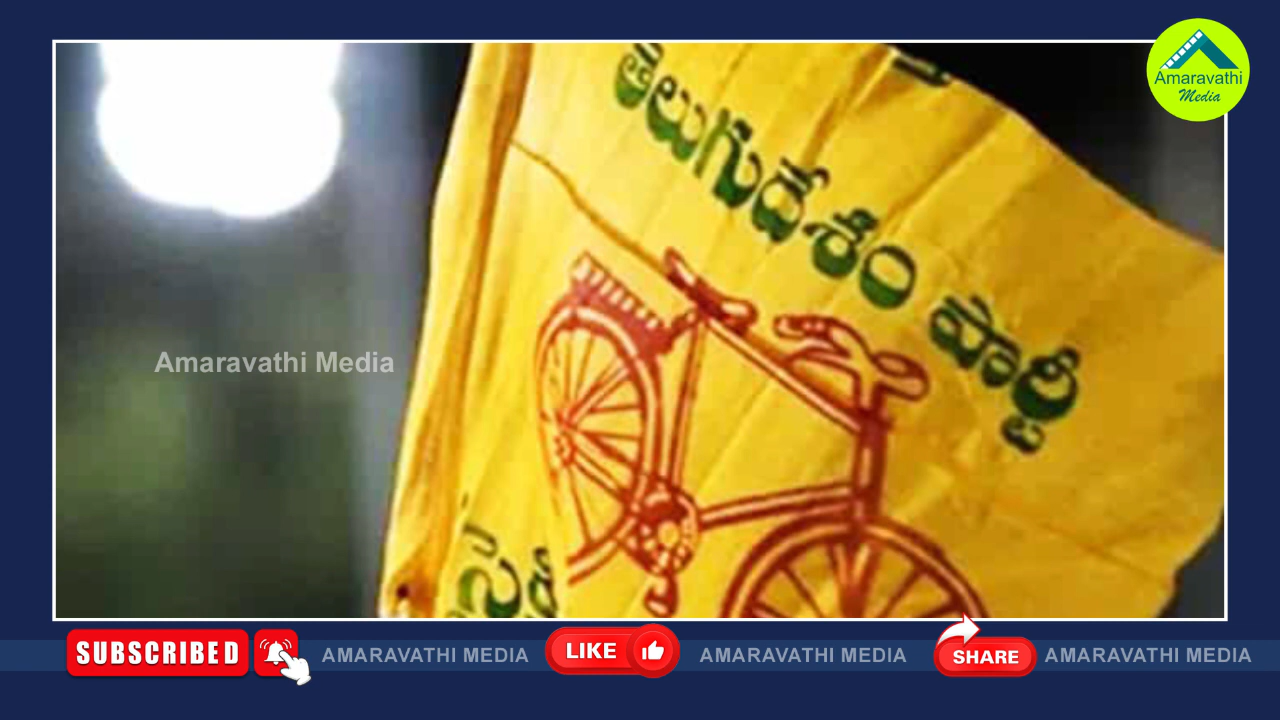 Amaravathi
Media
తెలుగుదేశం పార్టీ
Amaravathi Media
SUBSCRIBED
AMARAVATHI MEDIA
LIKE
AMARAVATHI MEDIA
SHARE
AMARAVATHI MEDIA